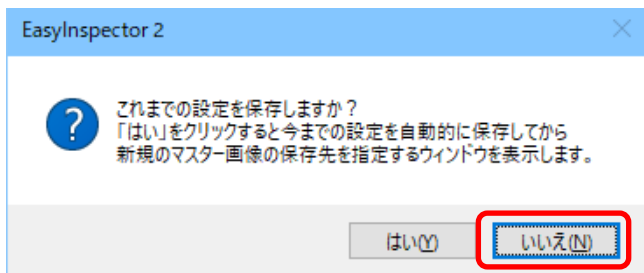 EasyInspector 2
これまでの設定を保存しますか？
「はい」をクリックすると今までの設定を自動的に保存してから
新規のマスター画像の保存先を指定するウィンドウを表示します。
はい(Y)
いいえ(N)